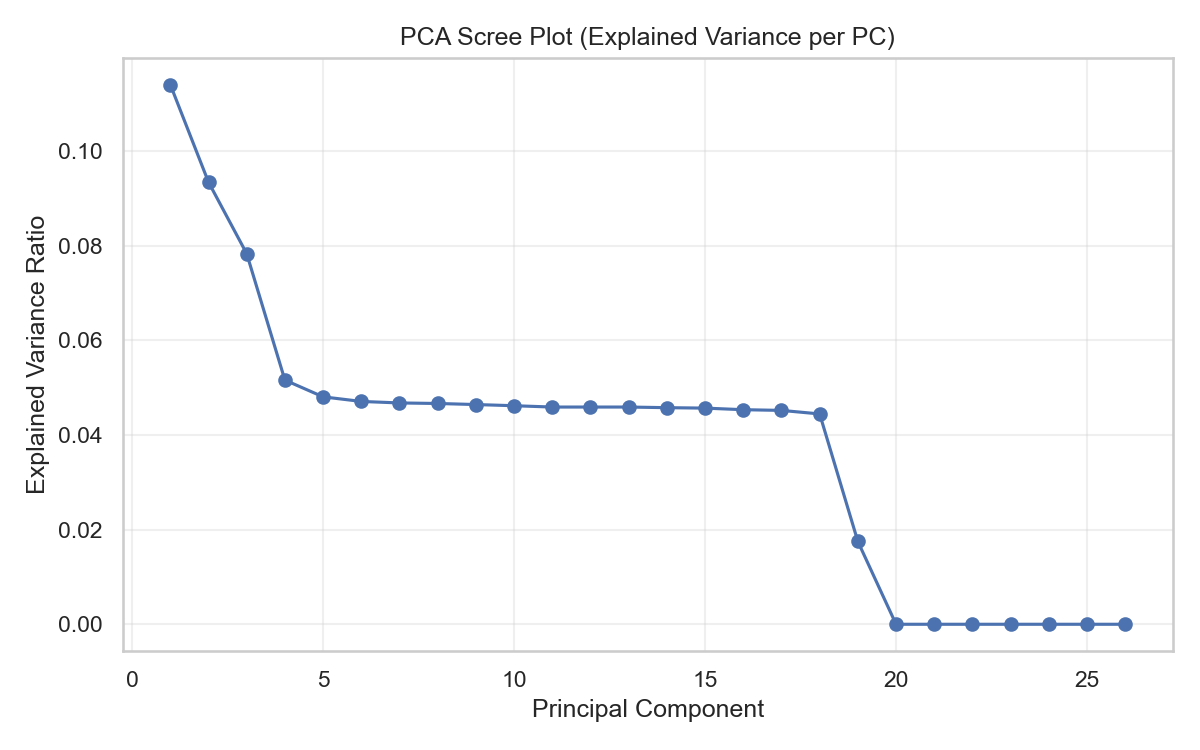 PCA Scree Plot (Explained Variance per PC)
Explained Variance Ratio
0.10
0.08
0.06
0.04
0.02
0.00
0 5 10 15 20 25
Principal Component